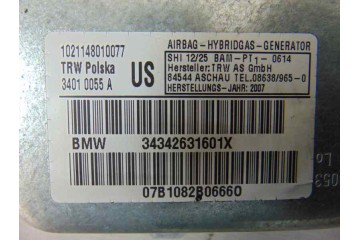 1021148010077
TRW Polska
3401 0055 A
US
AIRBAG-HYBRIDGAS-GENERATOR
SHI 12/25 BAM-PT1-0614
Hersteller: TRW AS GmbH
84544 ASCHAU TEL.08638/965-0
HERSTELLUNGS-JAHR: 2007
BMW 34342631601X
07B1082B0666O
053